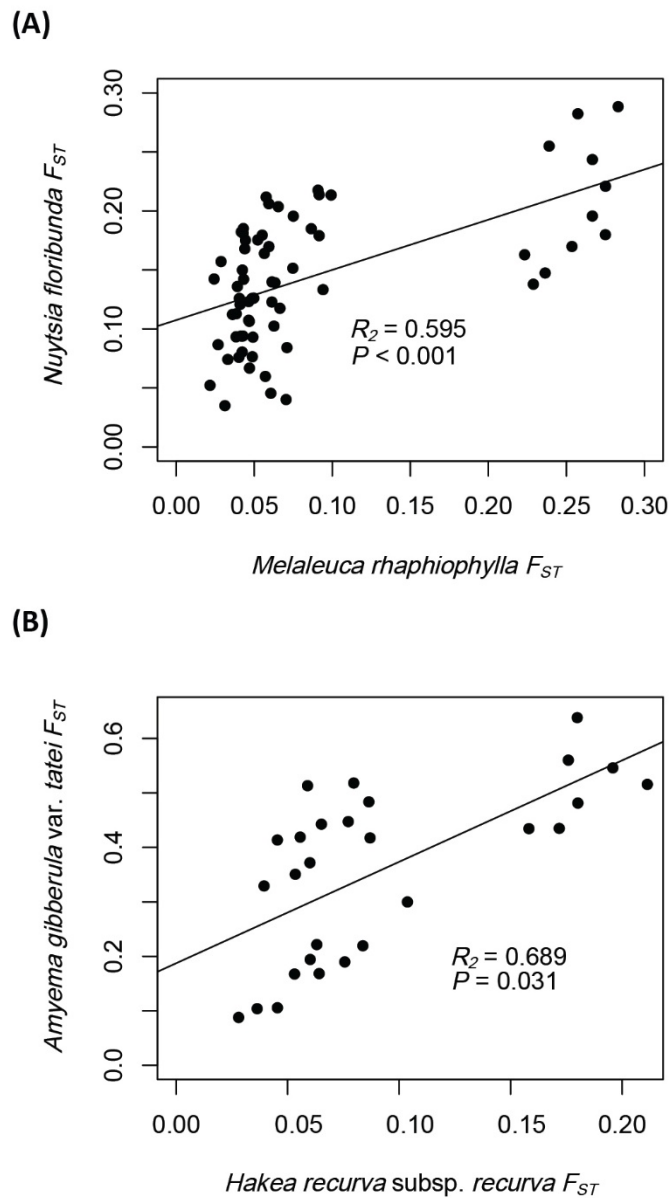 (A)
0.30
0.20
0.10
0.00
Nuytsia floribunda FST
R2 = 0.595
P < 0.001
0.00 0.05 0.10 0.15 0.20 0.25 0.30
Melaleuca rhaphiophylla FST
(B)
0.6
0.4
0.2
0.0
Amyema gibberula var. tatei FST
R2 = 0.689
P = 0.031
0.00 0.05 0.10 0.15 0.20
Hakea recurva subsp. recurva FST